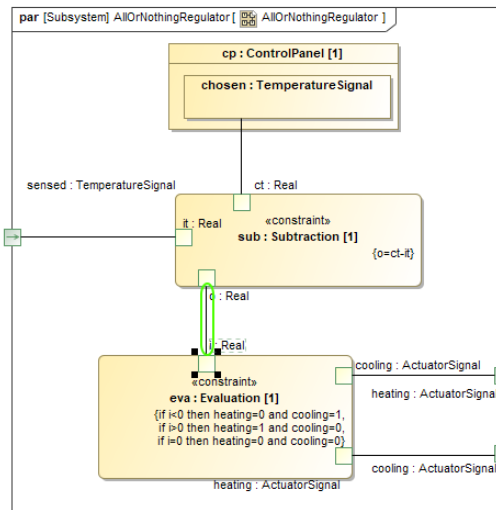 par [Subsystem] AllOrNothingRegulator [ AllOrNothingRegulator ]
cp : ControlPanel [1]
chosen : TemperatureSignal
sensed : TemperatureSignal
ct : Real
it : Real
«constraint»
sub : Subtraction [1]
{o=ct-it}
o : Real
i : Real
«constraint»
eva : Evaluation [1]
{if i<0 then heating=0 and cooling=1,
if i>0 then heating=1 and cooling=0,
if i=0 then heating=0 and cooling=0}
cooling : ActuatorSignal
heating : ActuatorSignal
cooling : ActuatorSignal
heating : ActuatorSignal